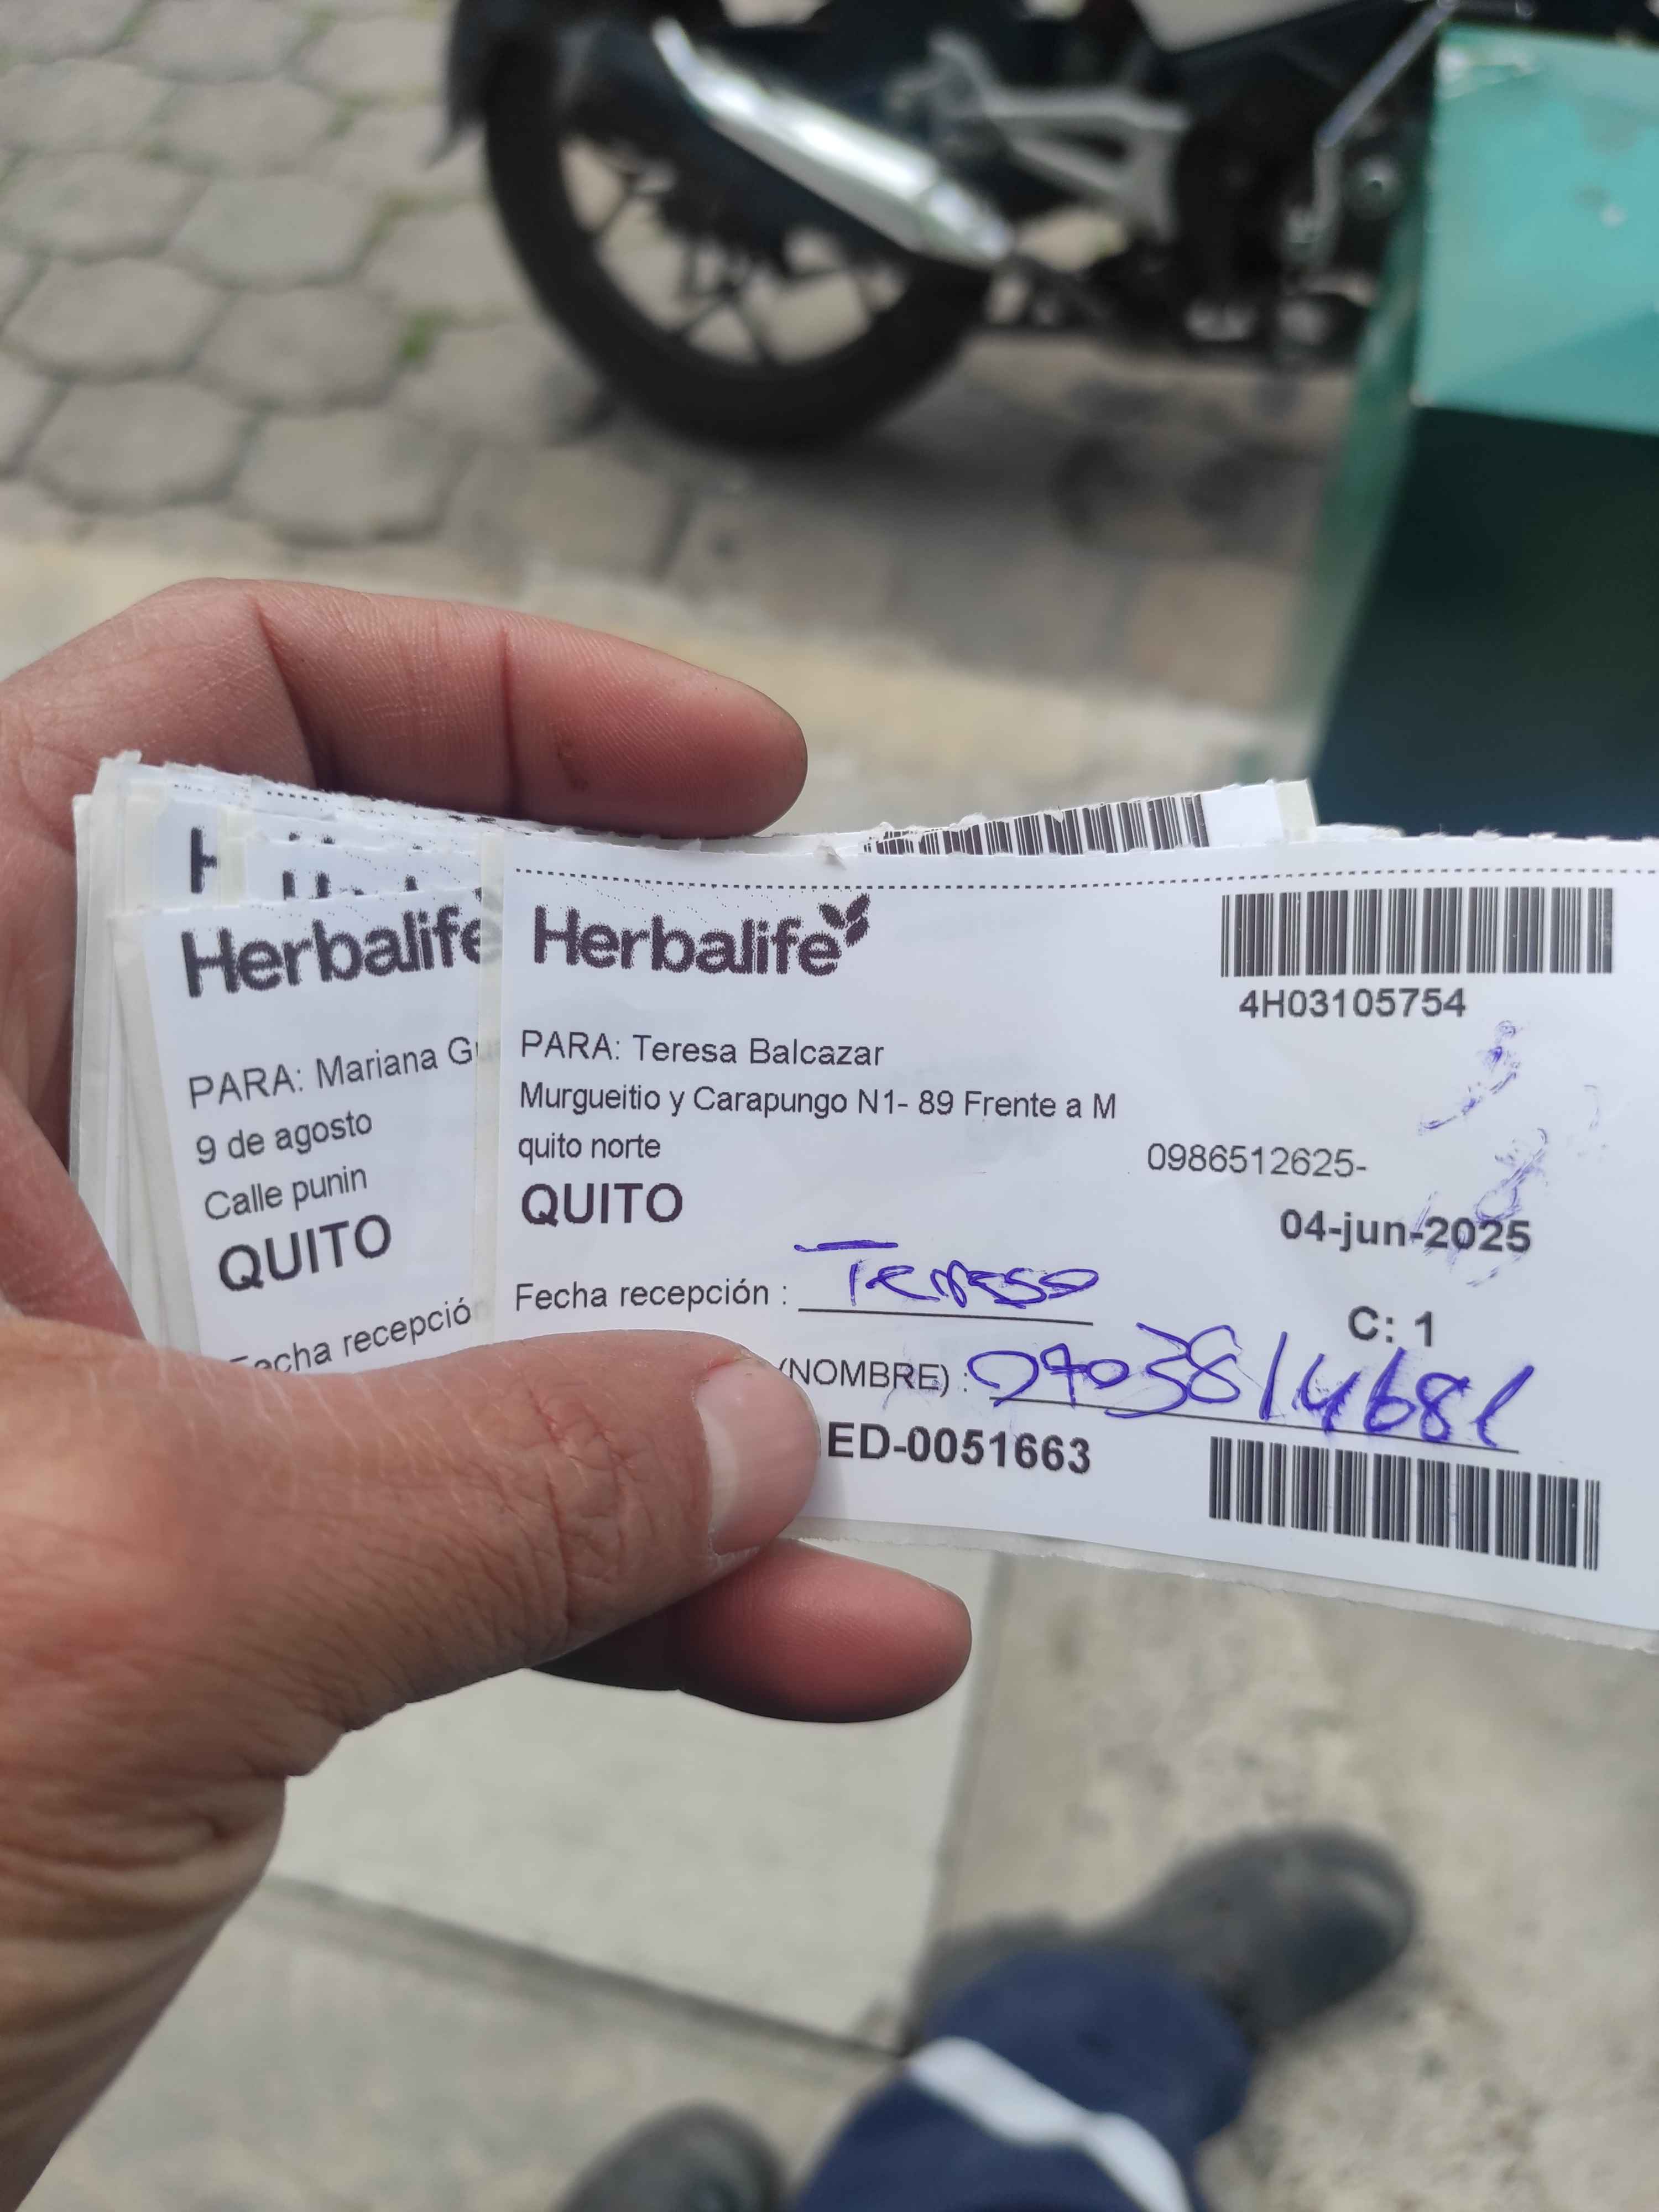 Herbalife
PARA: Mariana
9 de agosto
Calle punin
QUITO
Fecha recepció
Herbalife
4H03105754
PARA: Teresa Balcazar
Murgueitio y Carapungo N1- 89 Frente a M
quito norte
0986512625-
QUITO
04-jun-2025
Fecha recepción : Teresa
C: 1
(NOMBRE) :
ED-0051663